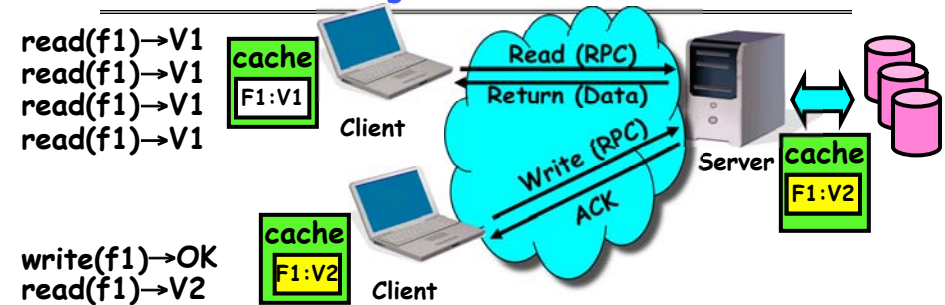 read(f1)→V1
read(f1)→V1
read(f1)→V1
read(f1)→V1
cache
F1:V1
Client
Read (RPC)
Return (Data)
Write (RPC)
ACK
Server
cache
F1:V2
write(f1)→OK
read(f1)→V2
cache
F1:V2
Client